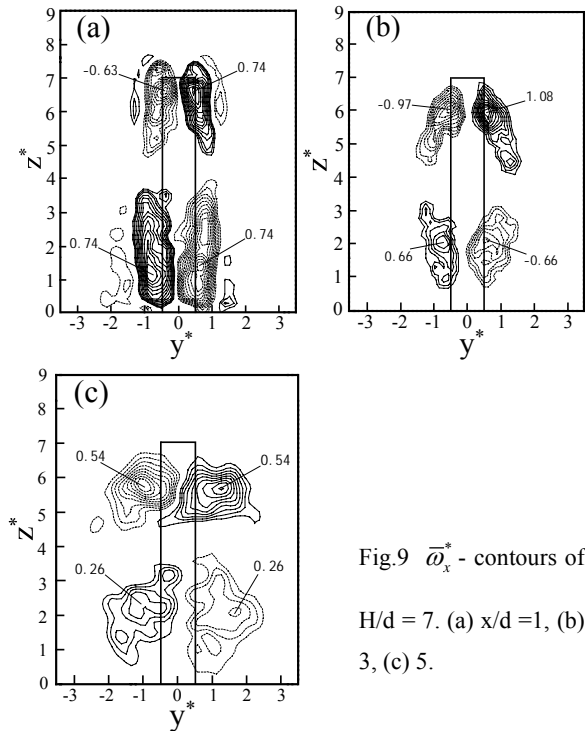 (a)
9
8
7
6
5
4
3
2
1
0
z*
-3 -2 -1 0 1 2 3
y*
-0.63
0.74
0.74
0.74
(b)
9
8
7
6
5
4
3
2
1
0
z*
-3 -2 -1 0 1 2 3
y*
-0.97
1.08
0.66
-0.66
(c)
9
8
7
6
5
4
3
2
1
0
z*
-3 -2 -1 0 1 2 3
y*
0.54
0.54
0.26
0.26
Fig.9 ω̅ₓ* - contours of
H/d = 7. (a) x/d =1, (b)
3, (c) 5.